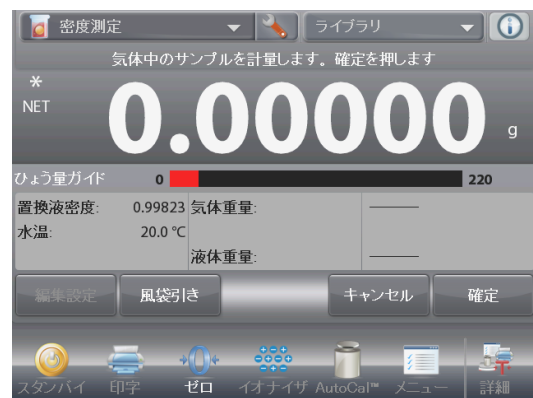 密度測定 ライブラリ
気体中のサンプルを計量します。確定を押します
*
NET
0.00000 g
ひょう量ガイド 0 220
置換液密度: 0.99823 気体重量:
水温: 20.0 ℃
液体重量:
編集設定 風袋引き キャンセル 確定
スタンバイ 印字 ゼロ イオナイザ AutoCal™ メニュー 詳細